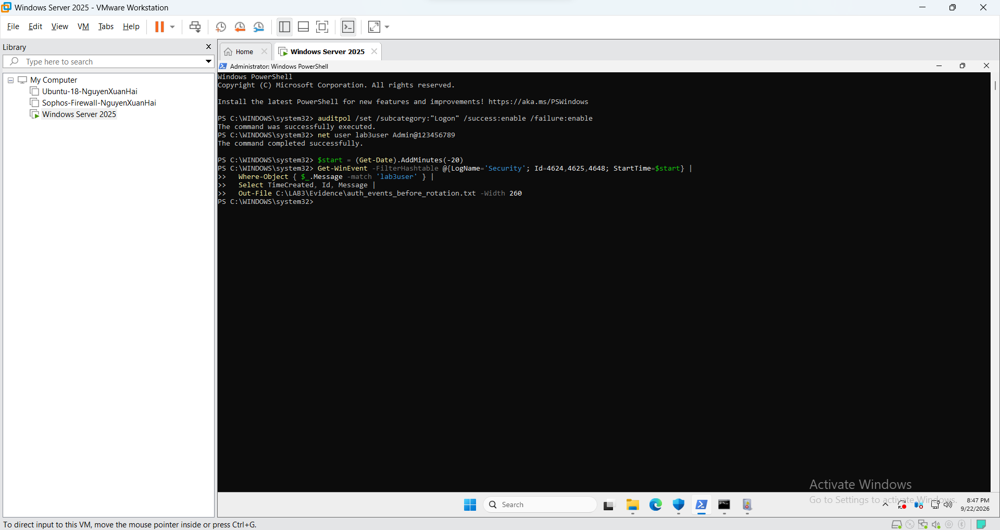 Windows Server 2025 - VMware Workstation
File Edit View VM Tabs Help
Library
Type here to search
My Computer
Ubuntu-18-NguyenXuanHai
Sophos-Firewall-NguyenXuanHai
Windows Server 2025
Home
Windows Server 2025
Administrator: Windows PowerShell
Windows PowerShell
Copyright (C) Microsoft Corporation. All rights reserved.
Install the latest PowerShell for new features and improvements! https://aka.ms/PSWindows
PS C:\WINDOWS\system32> auditpol /set /subcategory:"Logon" /success:enable /failure:enable
The command was successfully executed.
PS C:\WINDOWS\system32> net user lab3user Admin@123456789
The command completed successfully.
PS C:\WINDOWS\system32> $start = (Get-Date).AddMinutes(-20)
PS C:\WINDOWS\system32> Get-WinEvent -FilterHashtable @{LogName='Security'; Id=4624,4625,4648; StartTime=$start} |
>>   Where-Object { $_.Message -match 'lab3user' } |
>>   Select TimeCreated, Id, Message |
>>   Out-File C:\LAB3\Evidence\auth_events_before_rotation.txt -Width 260
PS C:\WINDOWS\system32>
Activate Windows
Go to Settings to activate Windows.
Search
8:47 PM
9/22/2026
To direct input to this VM, move the mouse pointer inside or press Ctrl+G.